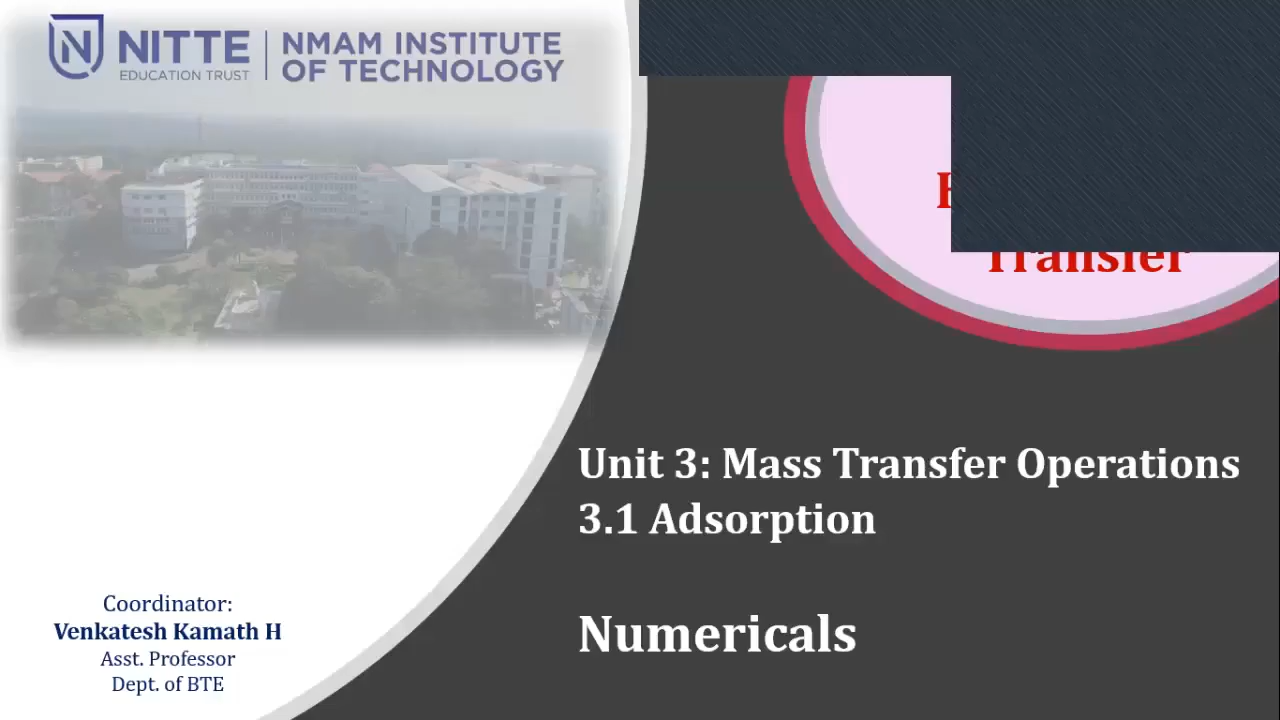 NITTE
EDUCATION TRUST
NMAM INSTITUTE
OF TECHNOLOGY
Transfer
Unit 3: Mass Transfer Operations
3.1 Adsorption
Numericals
Coordinator:
Venkatesh Kamath H
Asst. Professor
Dept. of BTE